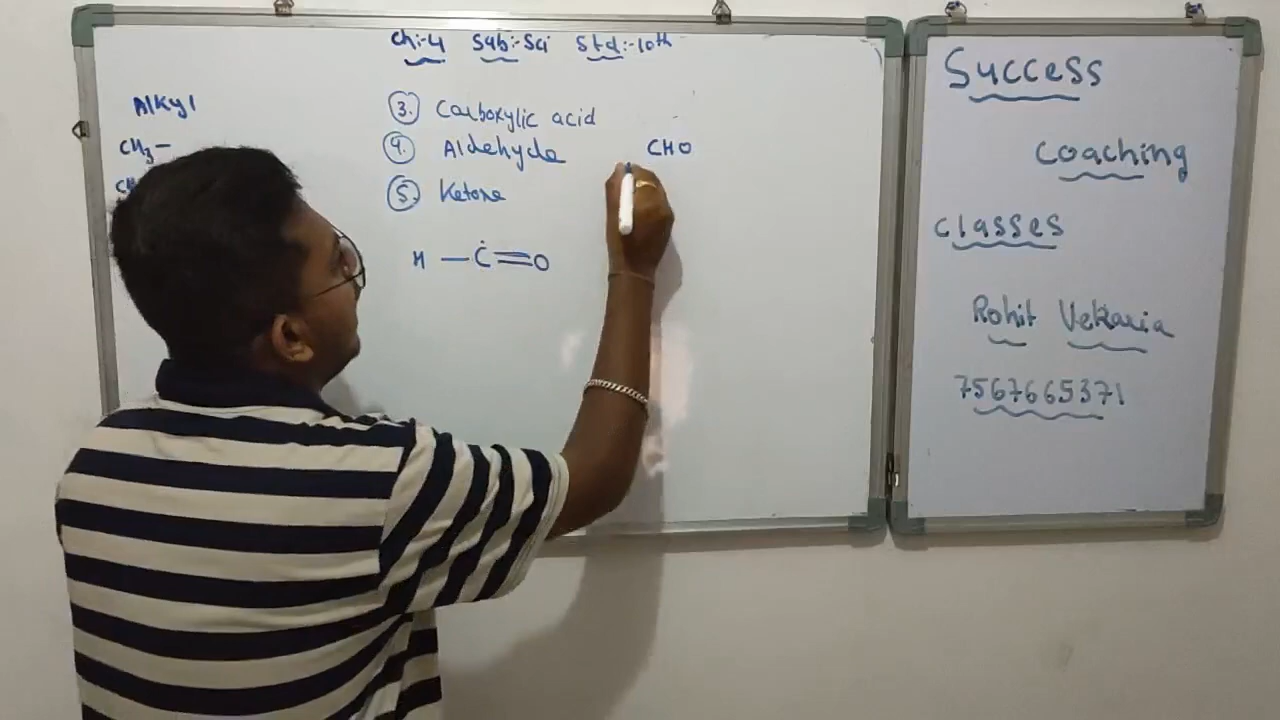 Ch:-4 Sub:-Sci Std:-10th
Alkyl
CH3-
③. Carboxylic acid
④. Aldehyde CHO
⑤. Ketone
H — C = O
Success
Coaching
Classes
Rohit Vekaria
7567665371